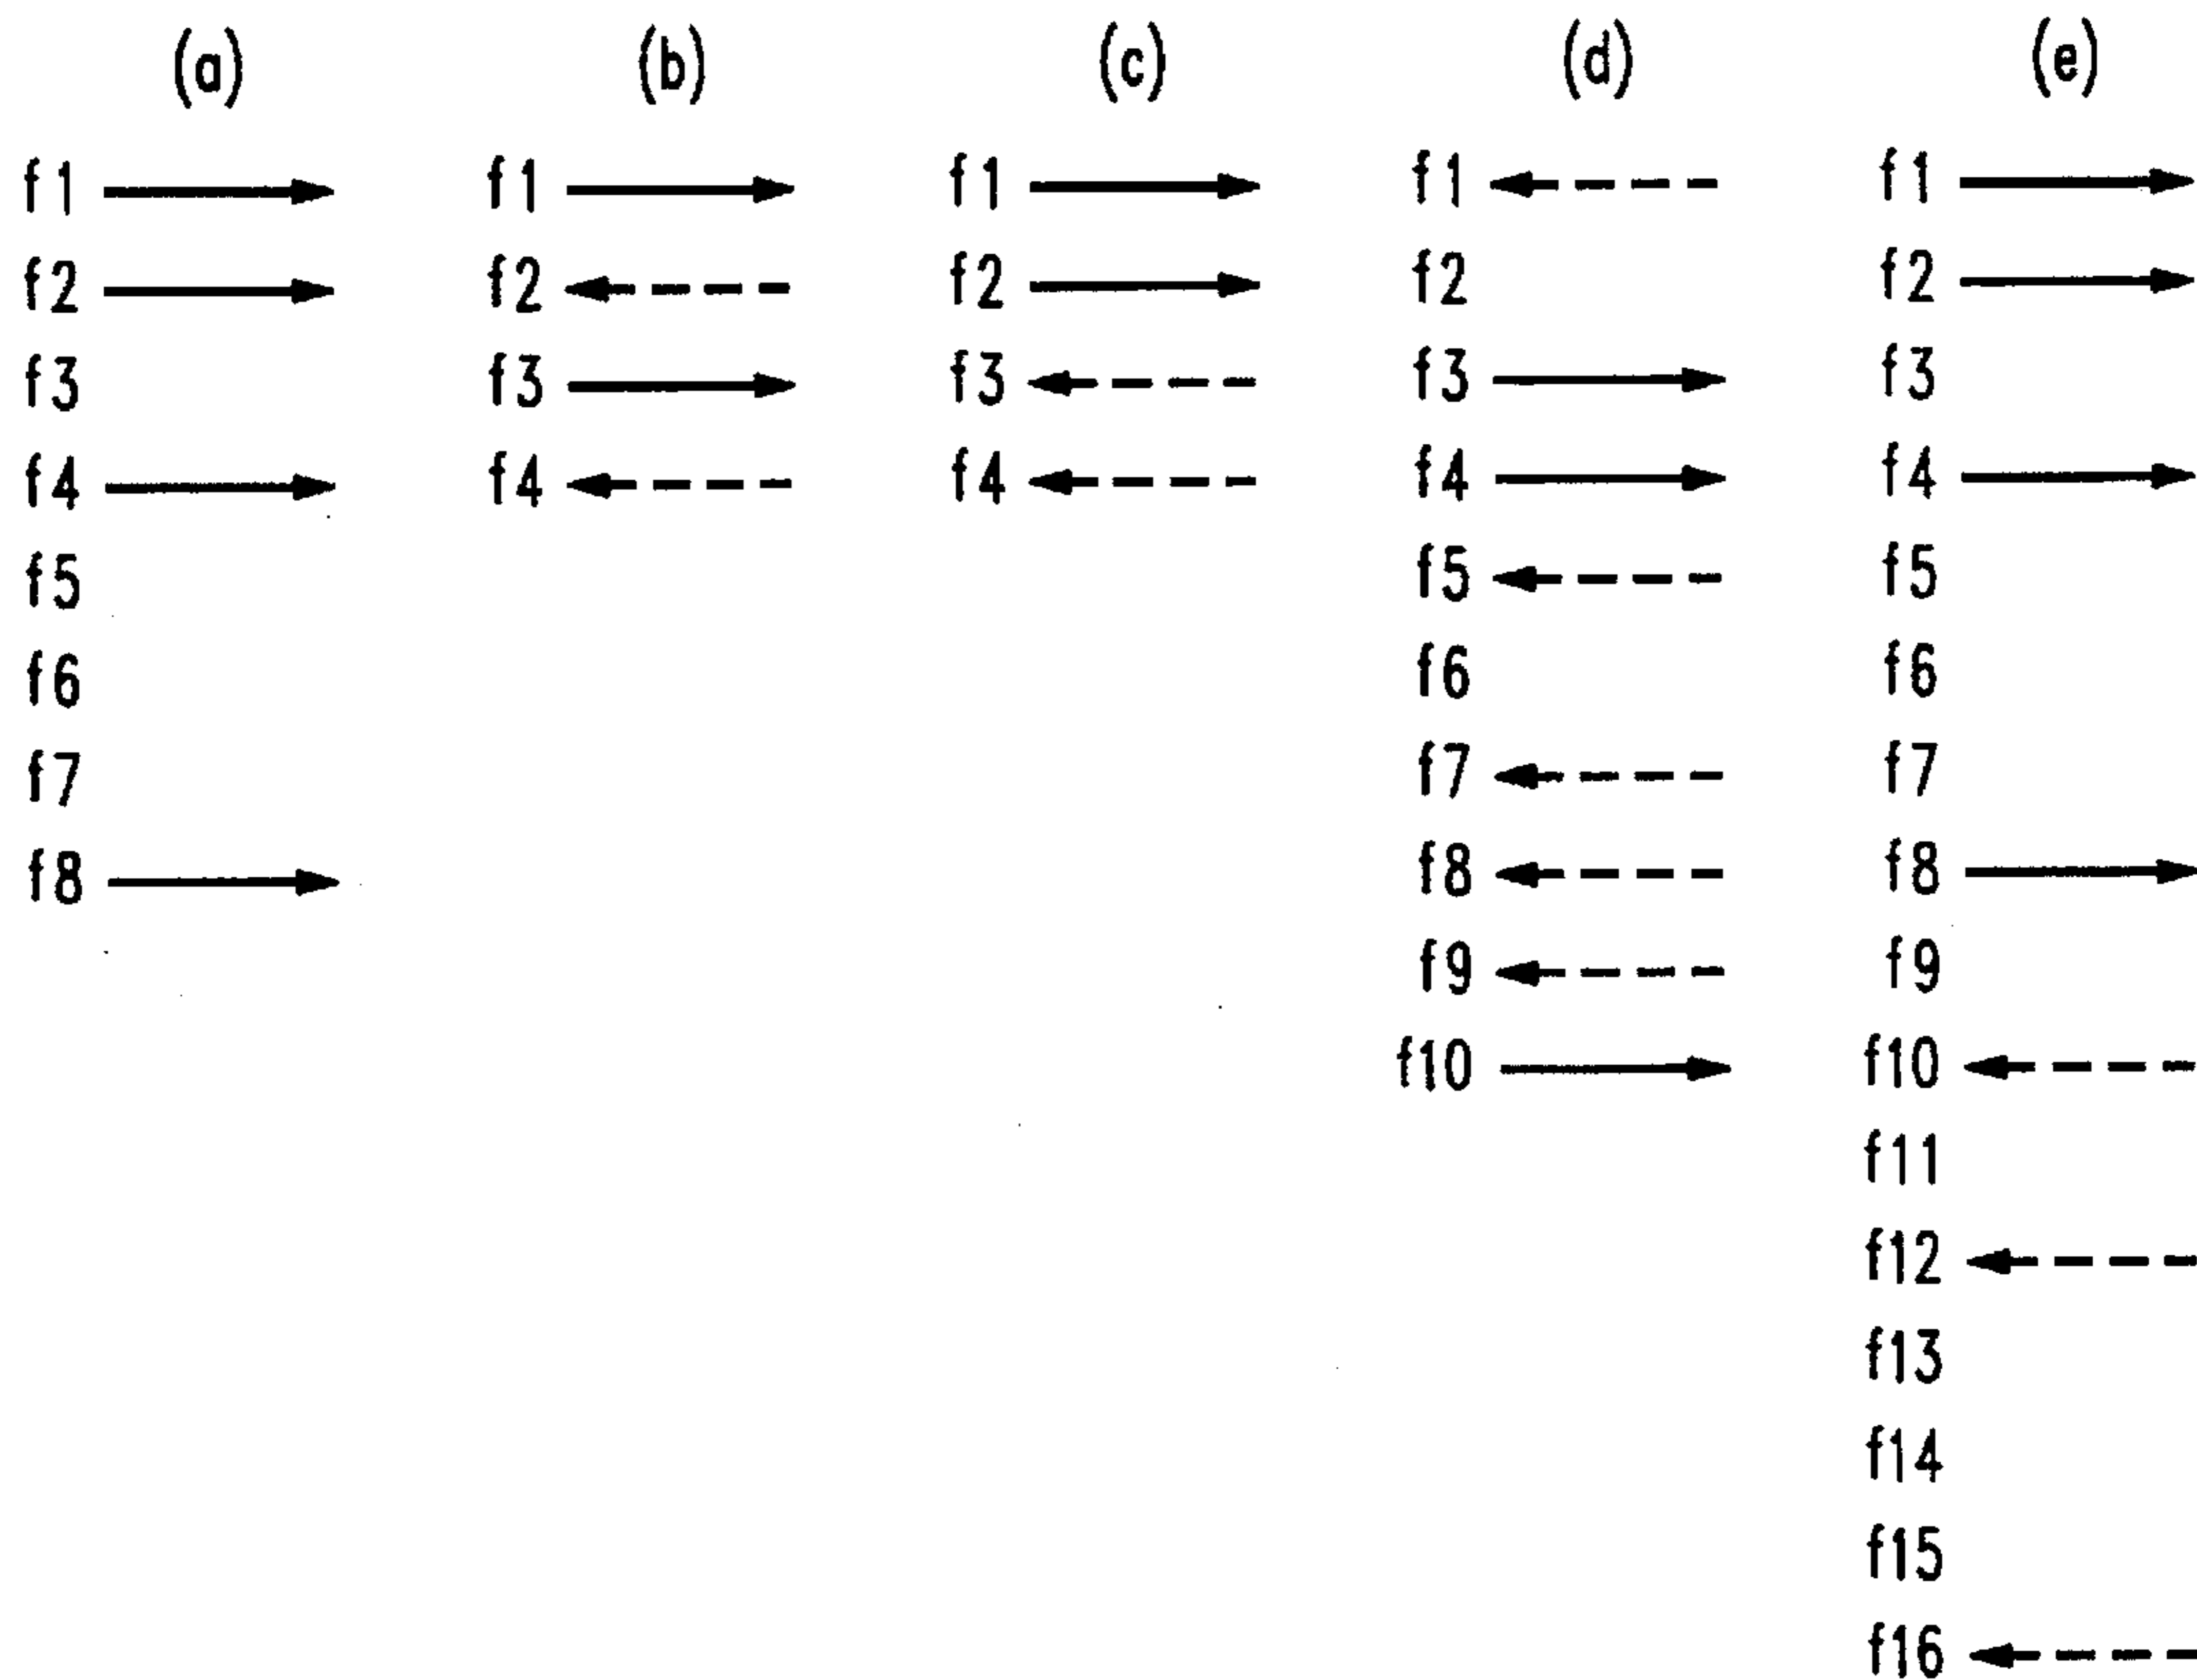 (a) (b) (c) (d) (e)
f1 f1 f1 f1 f1
f2 f2 f2 f2 f2
f3 f3 f3 f3 f3
f4 f4 f4 f4 f4
f5 f5 f5
f6 f6 f6
f7 f7 f7
f8 f8 f8
f9 f9
f10 f10
f11
f12
f13
f14
f15
f16